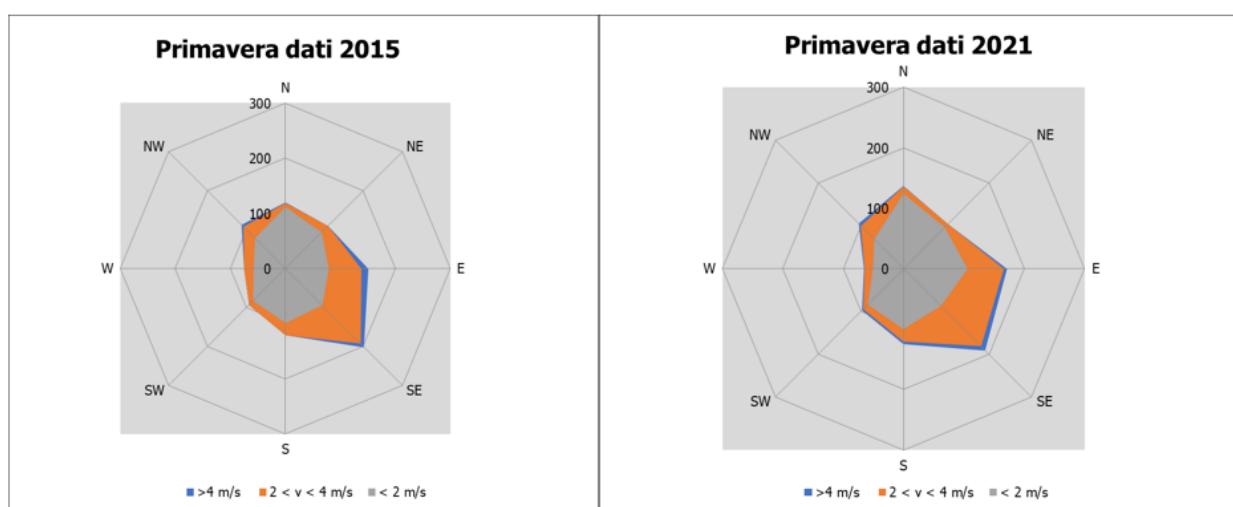 Primavera dati 2015
N
300
NW
NE
200
100
W
0
E
SW
SE
S
>4 m/s 2 < v < 4 m/s < 2 m/s
Primavera dati 2021
N
300
NW
NE
200
100
W
0
E
SW
SE
S
>4 m/s 2 < v < 4 m/s < 2 m/s